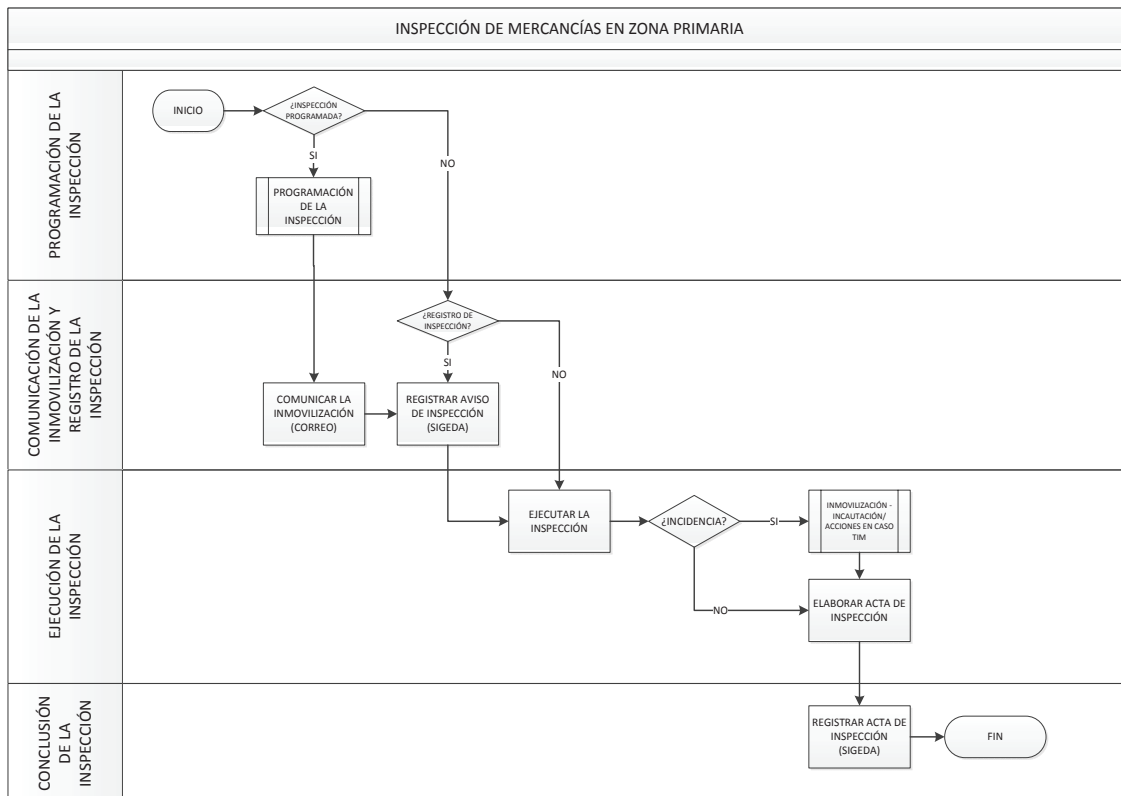 INSPECCIÓN DE MERCANCÍAS EN ZONA PRIMARIA
PROGRAMACIÓN DE LA
INSPECCIÓN
INICIO
¿INSPECCIÓN
PROGRAMADA?
SI
NO
PROGRAMACIÓN
DE LA
INSPECCIÓN
COMUNICACIÓN DE LA
INMOVILIZACIÓN Y
REGISTRO DE LA
INSPECCIÓN
¿REGISTRO DE
INSPECCIÓN?
SI
NO
COMUNICAR LA
INMOVILIZACIÓN
(CORREO)
REGISTRAR AVISO
DE INSPECCIÓN
(SIGEDA)
EJECUCIÓN DE LA
INSPECCIÓN
EJECUTAR LA
INSPECCIÓN
¿INCIDENCIA?
SI
INMOVILIZACIÓN -
INCAUTACIÓN/
ACCIONES EN CASO
TIM
NO
ELABORAR ACTA DE
INSPECCIÓN
CONCLUSIÓN
DE LA
INSPECCIÓN
REGISTRAR ACTA DE
INSPECCIÓN
(SIGEDA)
FIN